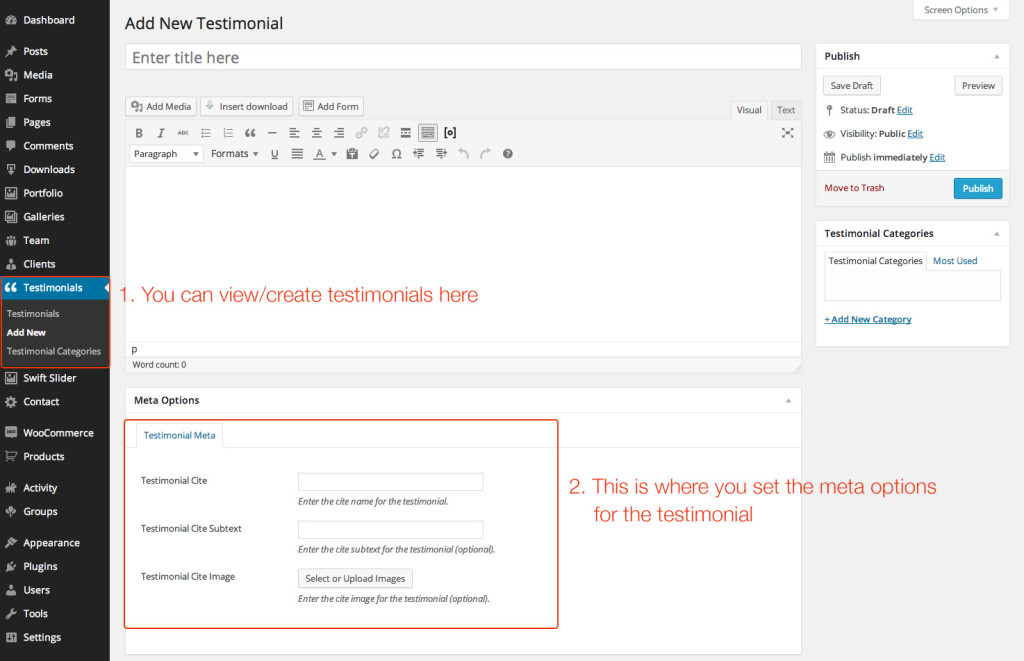 Screen Options
Dashboard
Posts
Media
Forms
Pages
Comments
Downloads
Portfolio
Galleries
Team
Clients
Testimonials
Testimonials
Add New
Testimonial Categories
Swift Slider
Contact
WooCommerce
Products
Activity
Groups
Appearance
Plugins
Users
Tools
Settings
Add New Testimonial
Enter title here
Add Media Insert download Add Form
Visual Text
B I ABC
Paragraph Formats U A Ω
1. You can view/create testimonials here
p
Word count: 0
Meta Options
Testimonial Meta
Testimonial Cite
Enter the cite name for the testimonial.
Testimonial Cite Subtext
Enter the cite subtext for the testimonial (optional).
Testimonial Cite Image
Select or Upload Images
Enter the cite image for the testimonial (optional).
2. This is where you set the meta options
for the testimonial
Publish
Save Draft Preview
Status: Draft Edit
Visibility: Public Edit
Publish immediately Edit
Move to Trash Publish
Testimonial Categories
Testimonial Categories Most Used
+ Add New Category